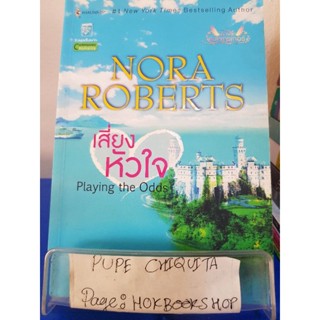 #1 New York Times Bestselling Author
NORA
ROBERTS
เสี่ยง
หัวใจ
Playing the Odds
PUPE CHIQUITA
Page: HOKBOOKSHOP